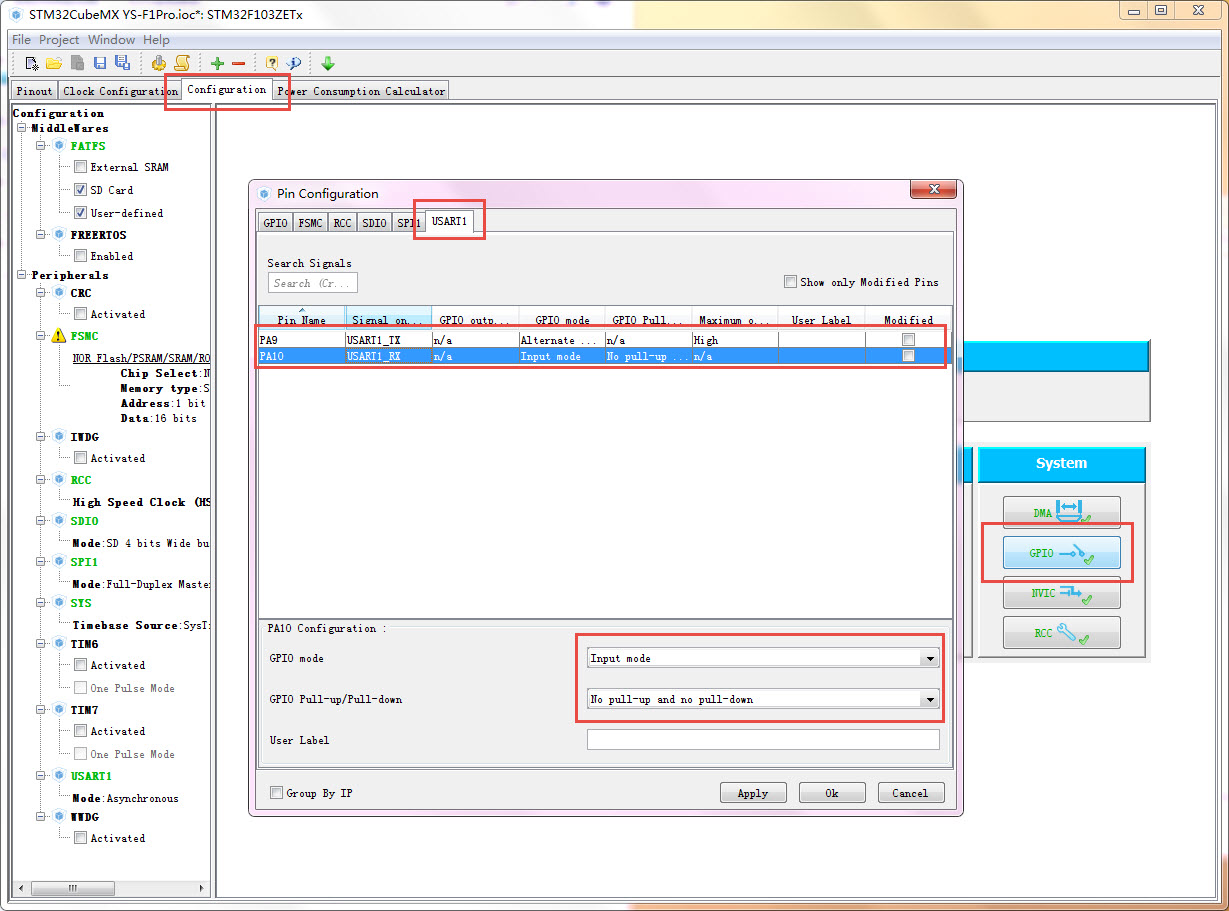 STM32CubeMX YS-F1Pro.ioc*: STM32F103ZETx
File Project Window Help
Pinout Clock Configuration Configuration Power Consumption Calculator
Configuration
MiddleWares
FATFS
External SRAM
SD Card
User-defined
FREERTOS
Enabled
Peripherals
CRC
Activated
FSMC
NOR Flash/PSRAM/SRAM/RO
Chip Select:N
Memory type:S
Address:1 bit
Data:16 bits
IWDG
Activated
RCC
High Speed Clock (HS
SDIO
Mode:SD 4 bits Wide bu
SPI1
Mode:Full-Duplex Master
SYS
Timebase Source:SysT
TIM6
Activated
One Pulse Mode
TIM7
Activated
One Pulse Mode
USART1
Mode:Asynchronous
WWDG
Activated
Pin Configuration
GPIO FSMC RCC SDIO SPI1 USART1
Search Signals
Search (Cr...
Show only Modified Pins
Pin Name Signal on... GPIO outp... GPIO mode GPIO Pull... Maximum o... User Label Modified
PA9 USART1_TX n/a Alternate ... n/a High
PA10 USART1_RX n/a Input mode No pull-up ... n/a
PA10 Configuration :
GPIO mode Input mode
GPIO Pull-up/Pull-down No pull-up and no pull-down
User Label
Group By IP Apply Ok Cancel
System
DMA
GPIO
NVIC
RCC